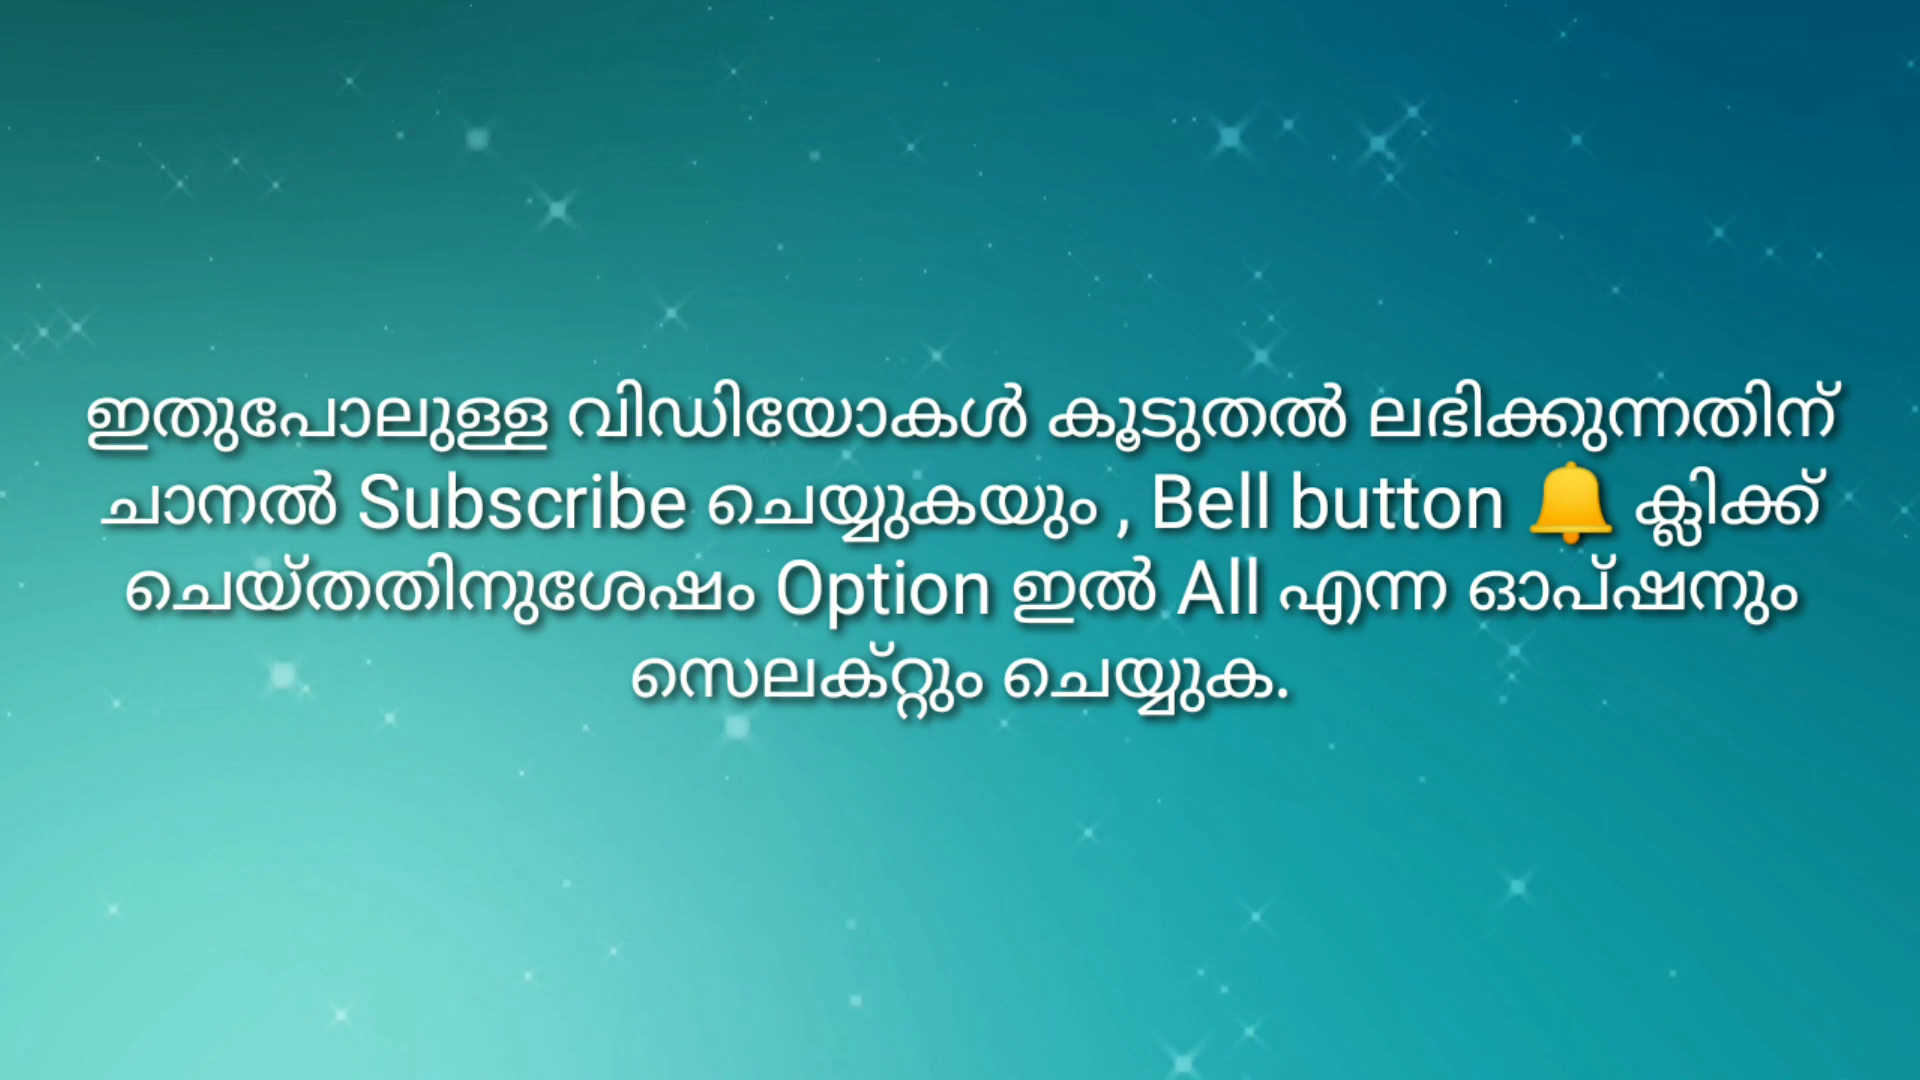 ഇതുപോലുള്ള വിഡിയോകൾ കൂടുതൽ ലഭിക്കുന്നതിന്
ചാനൽ Subscribe ചെയ്യുകയും , Bell button 🔔 ക്ലിക്ക്
ചെയ്തതിനുശേഷം Option ഇൽ All എന്ന ഓപ്ഷനും
സെലക്റ്റും ചെയ്യുക.